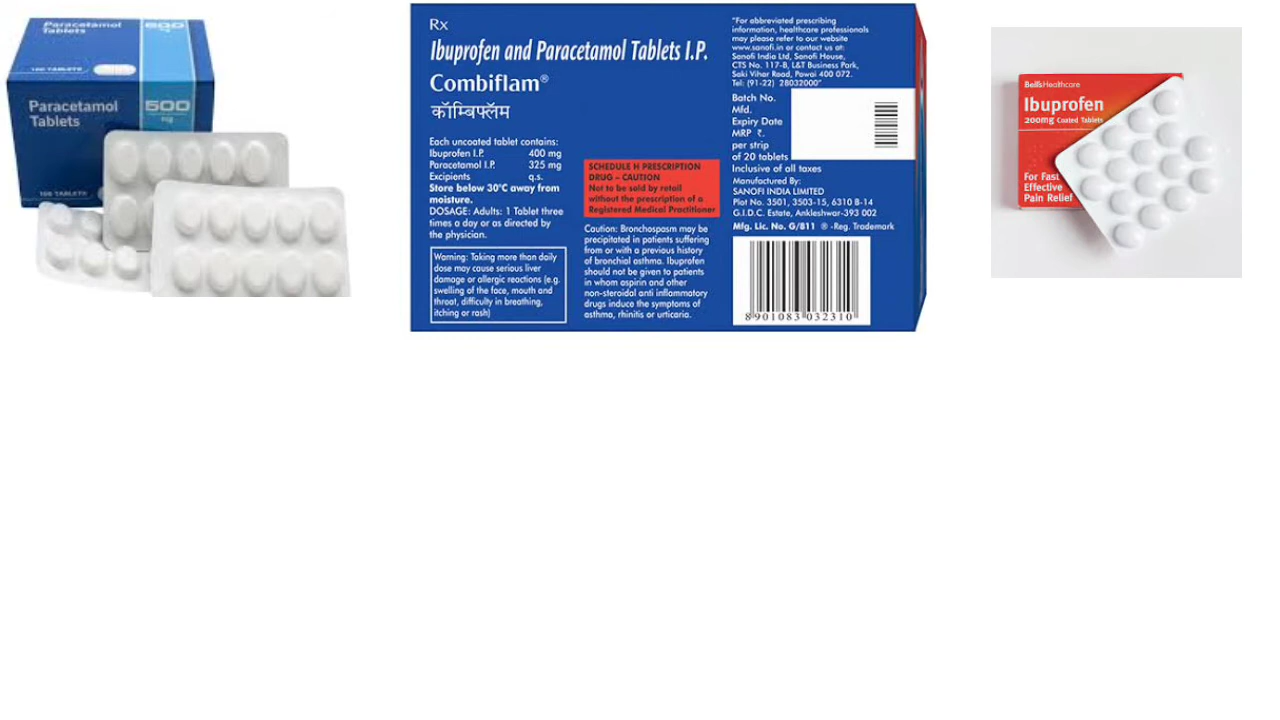 Paracetamol
Tablets
500
100 TABLETS
Paracetamol
Tablets
500
mg
100 TABLETS
Rx
Ibuprofen and Paracetamol Tablets I.P.
Combiflam®
कॉम्बिफ्लॅम
Each uncoated tablet contains:
Ibuprofen I.P. 400 mg
Paracetamol I.P. 325 mg
Excipients q.s.
Store below 30°C away from
moisture.
DOSAGE: Adults: 1 Tablet three
times a day or as directed by
the physician.
Warning: Taking more than daily
dose may cause serious liver
damage or allergic reactions (e.g.
swelling of the face, mouth and
throat, difficulty in breathing,
itching or rash)
SCHEDULE H PRESCRIPTION
DRUG – CAUTION
Not to be sold by retail
without the prescription of a
Registered Medical Practitioner
Caution: Bronchospasm may be
precipitated in patients suffering
from or with a previous history
of bronchial asthma. Ibuprofen
should not be given to patients
in whom aspirin and other
non-steroidal anti inflammatory
drugs induce the symptoms of
asthma, rhinitis or urticaria.
"For abbreviated prescribing
information, healthcare professionals
may please refer to our website
www.sanofi.in or contact us at:
Sanofi India Ltd, Sanofi House,
CTS No. 117-B, L&T Business Park,
Saki Vihar Road, Powai 400 072.
Tel: (91-22) 28032000"
Batch No.
Mfd.
Expiry Date
MRP ₹.
per strip
of 20 tablets
Inclusive of all taxes
Manufactured By:
SANOFI INDIA LIMITED
Plot No. 3501, 3503-15, 6310 B-14
G.I.D.C. Estate, Ankleshwar-393 002
Mfg. Lic. No. G/811 ® -Reg. Trademark
8901083032310
BellsHealthcare
Ibuprofen
200mg Coated Tablets
For Fast
Effective
Pain Relief